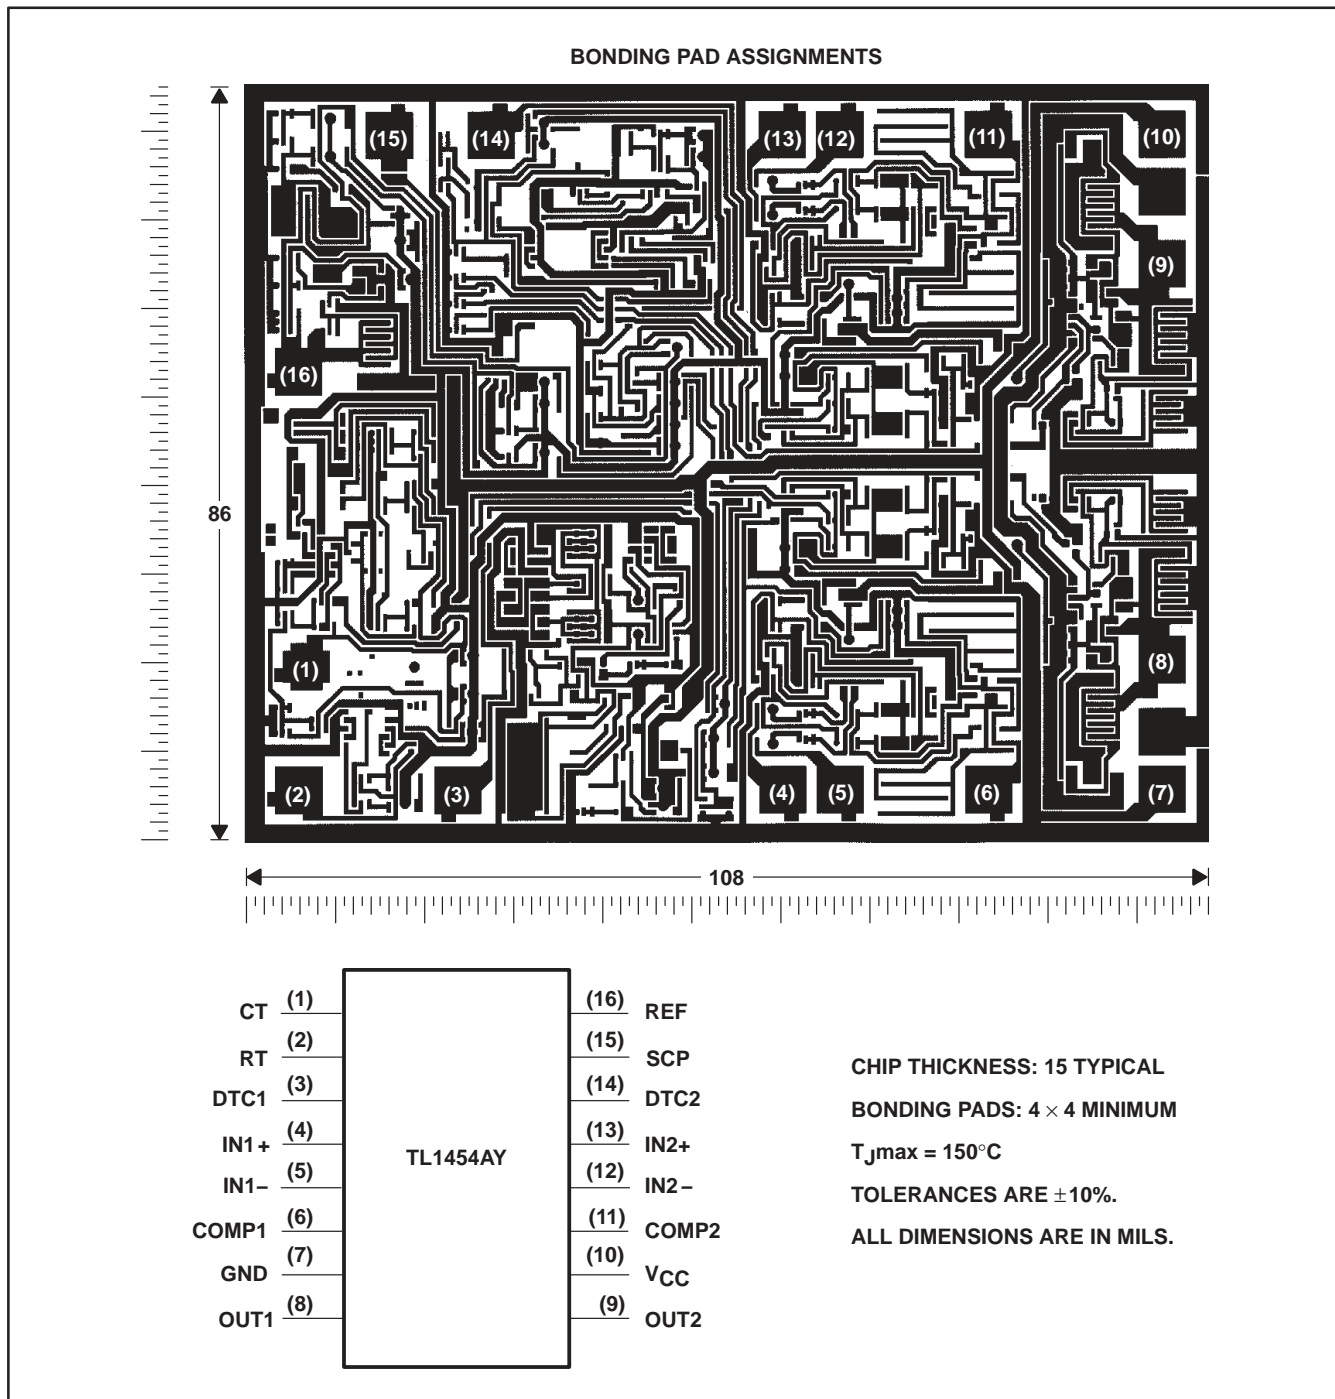 BONDING PAD ASSIGNMENTS
(15)
(14)
(13)
(12)
(11)
(10)
(9)
(16)
86
(1)
(8)
(2)
(3)
(4)
(5)
(6)
(7)
108
CT (1)
RT (2)
DTC1 (3)
IN1+ (4)
IN1− (5)
COMP1 (6)
GND (7)
OUT1 (8)
TL1454AY
(16) REF
(15) SCP
(14) DTC2
(13) IN2+
(12) IN2−
(11) COMP2
(10) VCC
(9) OUT2
CHIP THICKNESS: 15 TYPICAL
BONDING PADS: 4 × 4 MINIMUM
TJmax = 150°C
TOLERANCES ARE ±10%.
ALL DIMENSIONS ARE IN MILS.